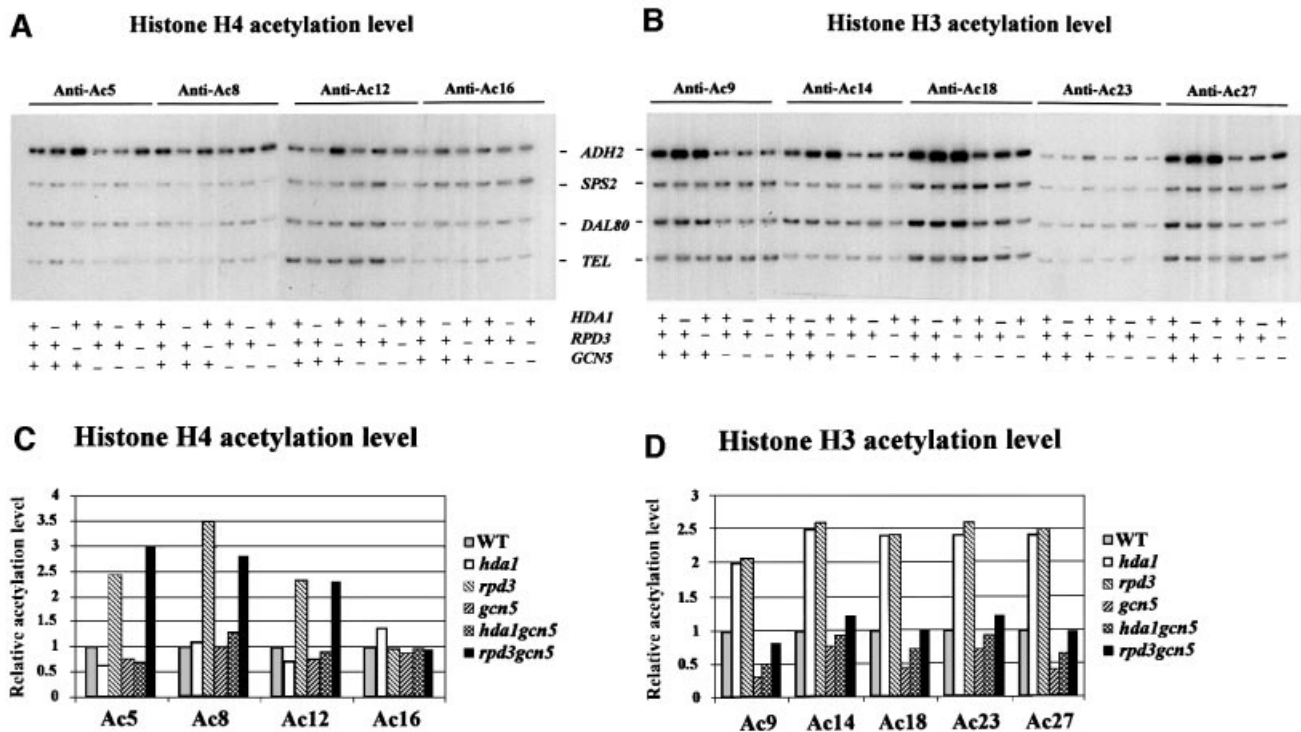 A
Histone H4 acetylation level
Anti-Ac5 Anti-Ac8 Anti-Ac12 Anti-Ac16
ADH2
SPS2
DAL80
TEL
+ − + + − + + − + + − + + − + + − + + − + + − + HDA1
+ + − + + − + + − + + − + + − + + − + + − + + − RPD3
+ + + − − − + + + − − − + + + − − − + + + − − − GCN5
B
Histone H3 acetylation level
Anti-Ac9 Anti-Ac14 Anti-Ac18 Anti-Ac23 Anti-Ac27
+ − + + − + + − + + − + + − + + − + + − + + − + + − + + − +
+ + − + + − + + − + + − + + − + + − + + − + + − + + − + + −
+ + + − − − + + + − − − + + + − − − + + + − − − + + + − − −
C
Histone H4 acetylation level
Relative acetylation level
4
3.5
3
2.5
2
1.5
1
0.5
0
Ac5 Ac8 Ac12 Ac16
WT
hda1
rpd3
gcn5
hda1gcn5
rpd3gcn5
D
Histone H3 acetylation level
Relative acetylation level
3
2.5
2
1.5
1
0.5
0
Ac9 Ac14 Ac18 Ac23 Ac27
WT
hda1
rpd3
gcn5
hda1gcn5
rpd3gcn5